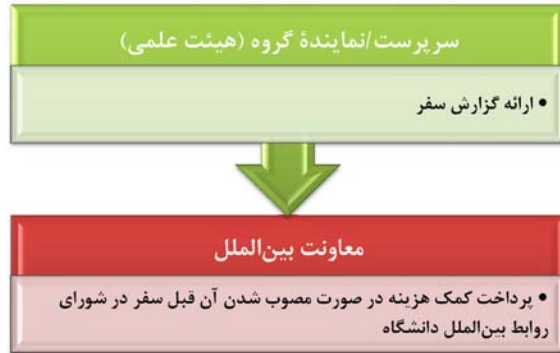 سرپرست/نمایندۀ گروه (هیئت علمی)
• ارائه گزارش سفر
معاونت بین‌الملل
• پرداخت کمک هزینه در صورت مصوب شدن آن قبل سفر در شورای
روابط بین‌الملل دانشگاه